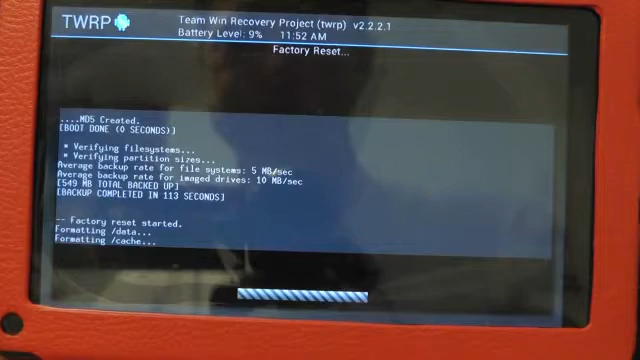 TWRP
Team Win Recovery Project (twrp) v2.2.2.1
Battery Level: 9% 11:52 AM
Factory Reset...
....MD5 Created.
[BOOT DONE (0 SECONDS)]
* Verifying filesystems...
* Verifying partition sizes...
Average backup rate for file systems: 5 MB/sec
Average backup rate for imaged drives: 10 MB/sec
[549 MB TOTAL BACKED UP]
[BACKUP COMPLETED IN 113 SECONDS]
-- Factory reset started.
Formatting /data...
Formatting /cache...